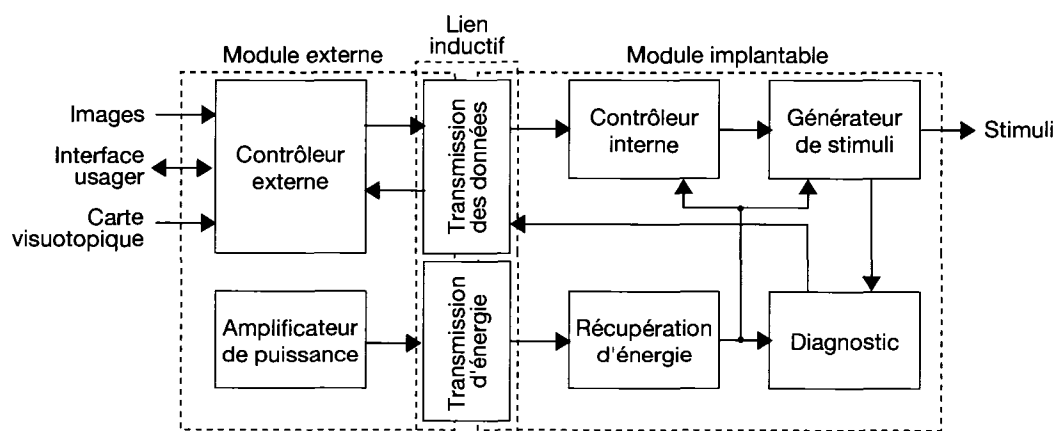 Lien
inductif
Module externe
Module implantable
Images
Interface
usager
Carte
visuotopique
Contrôleur
externe
Transmission
des données
Contrôleur
interne
Générateur
de stimuli
Stimuli
Amplificateur
de puissance
Transmission
d'énergie
Récupération
d'énergie
Diagnostic